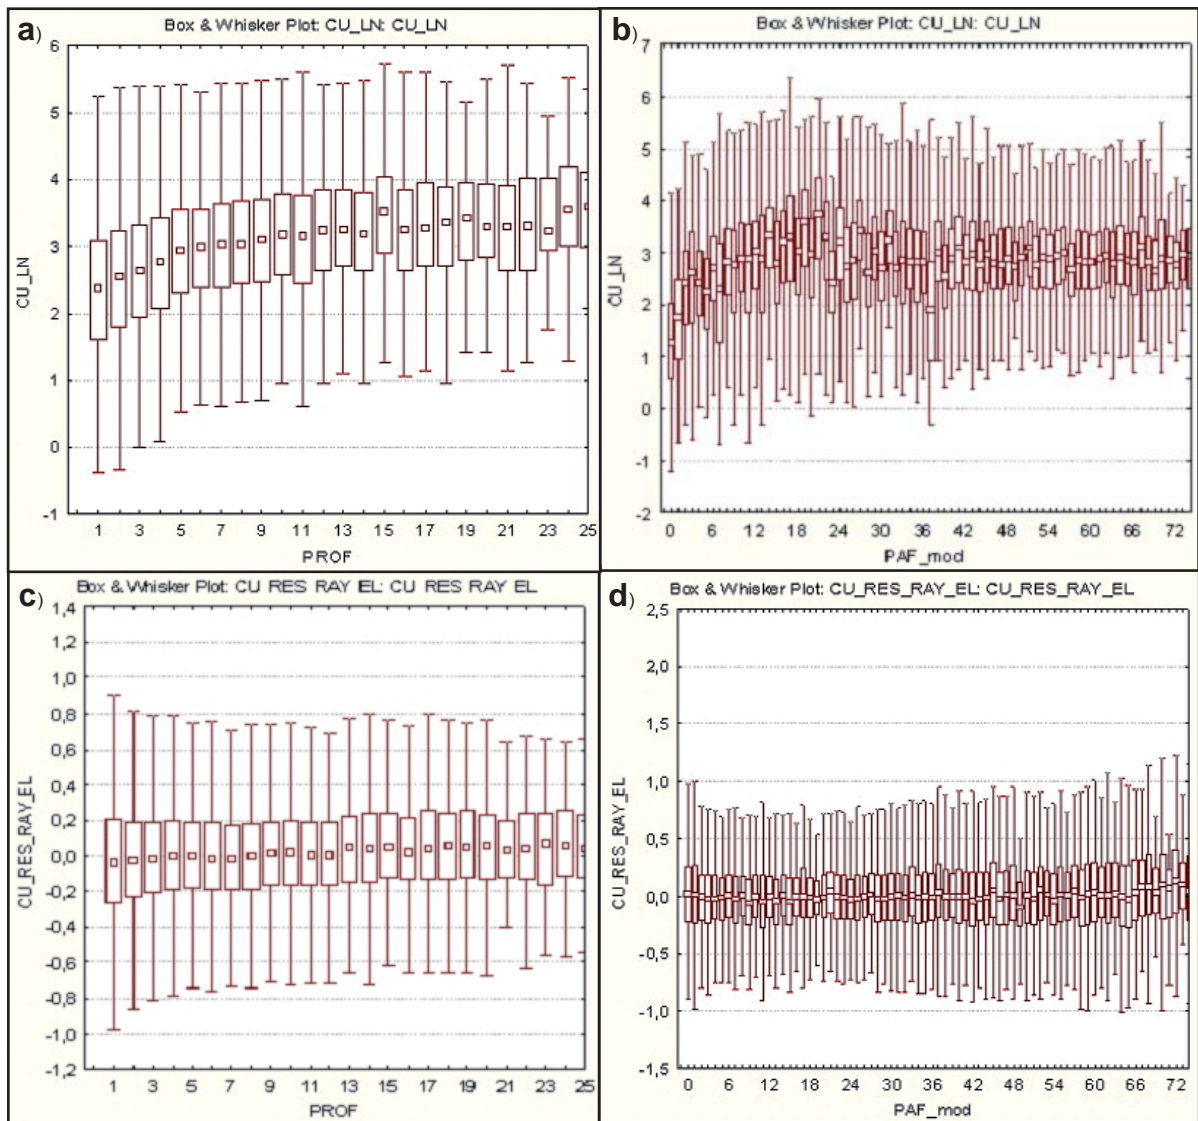 a)
Box & Whisker Plot: CU_LN: CU_LN
6
5
4
3
2
1
0
-1
CU_LN
1 3 5 7 9 11 13 15 17 19 21 23 25
PROF
b)
Box & Whisker Plot: CU_LN: CU_LN
7
6
5
4
3
2
1
0
-1
-2
CU_LN
0 6 12 18 24 30 36 42 48 54 60 66 72
PAF_mod
c)
Box & Whisker Plot: CU_RES_RAY_EL: CU_RES_RAY_EL
1,4
1,2
1,0
0,8
0,6
0,4
0,2
0,0
-0,2
-0,4
-0,6
-0,8
-1,0
-1,2
CU_RES_RAY_EL
1 3 5 7 9 11 13 15 17 19 21 23 25
PROF
d)
Box & Whisker Plot: CU_RES_RAY_EL: CU_RES_RAY_EL
2,5
2,0
1,5
1,0
0,5
0,0
-0,5
-1,0
-1,5
CU_RES_RAY_EL
0 6 12 18 24 30 36 42 48 54 60 66 72
PAF_mod